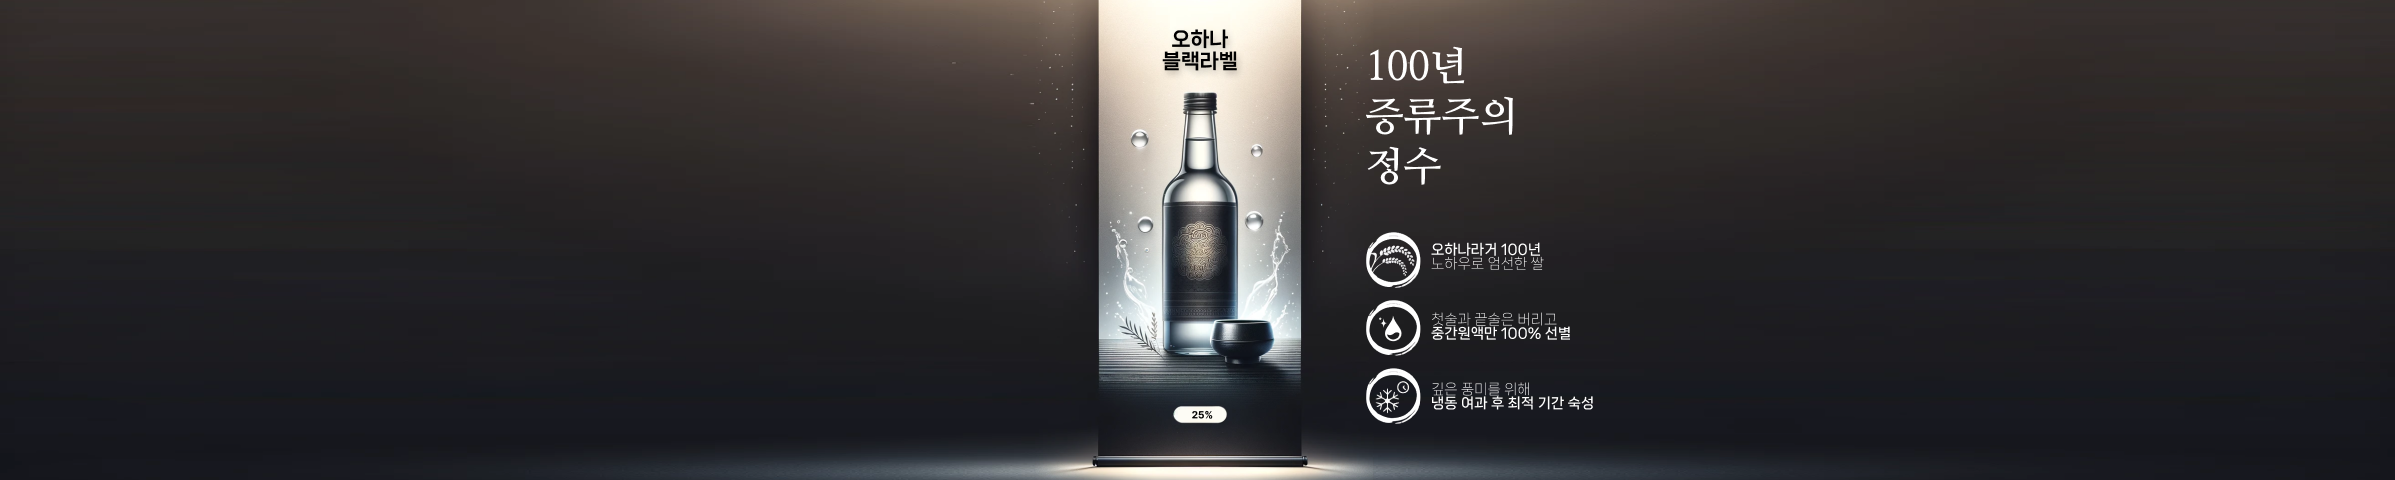 오하나
블랙라벨
25%
100년
증류주의
정수
오하나라거 100년
노하우로 엄선한 쌀
첫술과 끝술은 버리고
중간원액만 100% 선별
깊은 풍미를 위해
냉동 여과 후 최적 기간 숙성